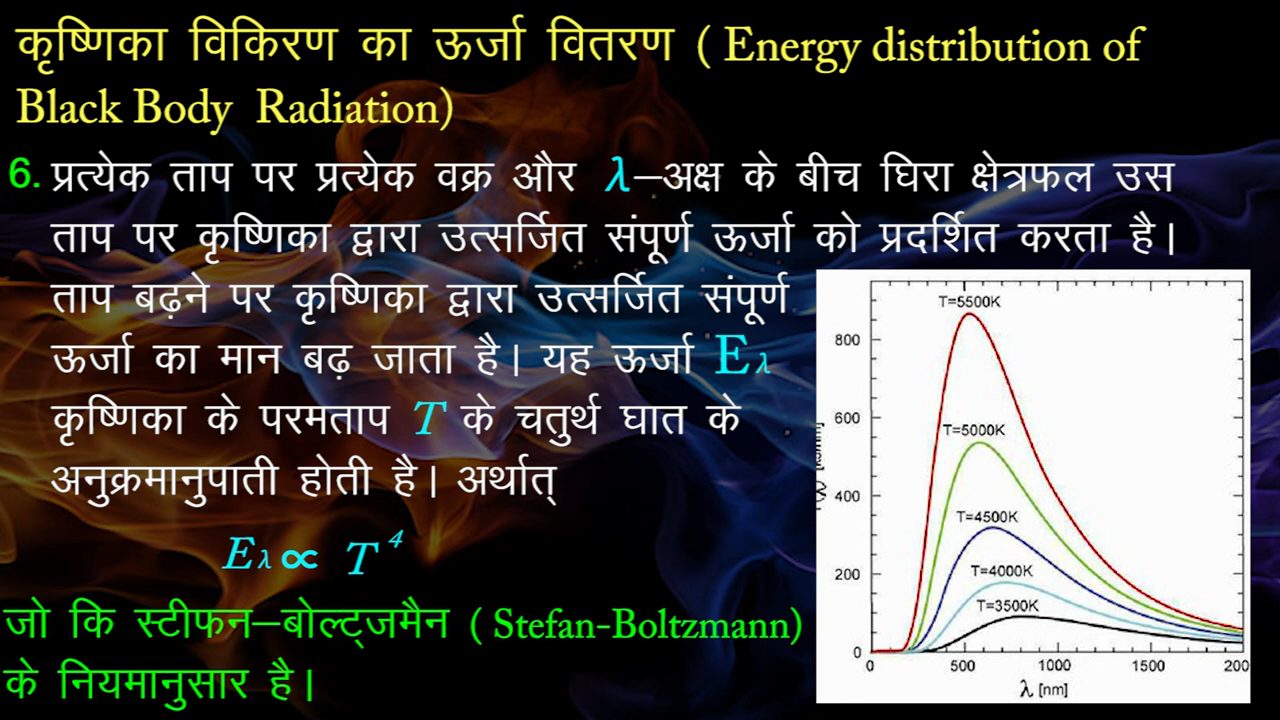 कृष्णिका विकिरण का ऊर्जा वितरण ( Energy distribution of
Black Body Radiation)
6. प्रत्येक ताप पर प्रत्येक वक्र और λ–अक्ष के बीच घिरा क्षेत्रफल उस
ताप पर कृष्णिका द्वारा उत्सर्जित संपूर्ण ऊर्जा को प्रदर्शित करता है।
ताप बढ़ने पर कृष्णिका द्वारा उत्सर्जित संपूर्ण
ऊर्जा का मान बढ़ जाता है। यह ऊर्जा Eλ
कृष्णिका के परमताप T के चतुर्थ घात के
अनुक्रमानुपाती होती है। अर्थात्
Eλ ∝ T⁴
जो कि स्टीफन–बोल्ट्जमैन ( Stefan-Boltzmann)
के नियमानुसार है।
T=5500K
800
600
T=5000K
400
T=4500K
200
T=4000K
T=3500K
0
0 500 1000 1500 200
λ [nm]